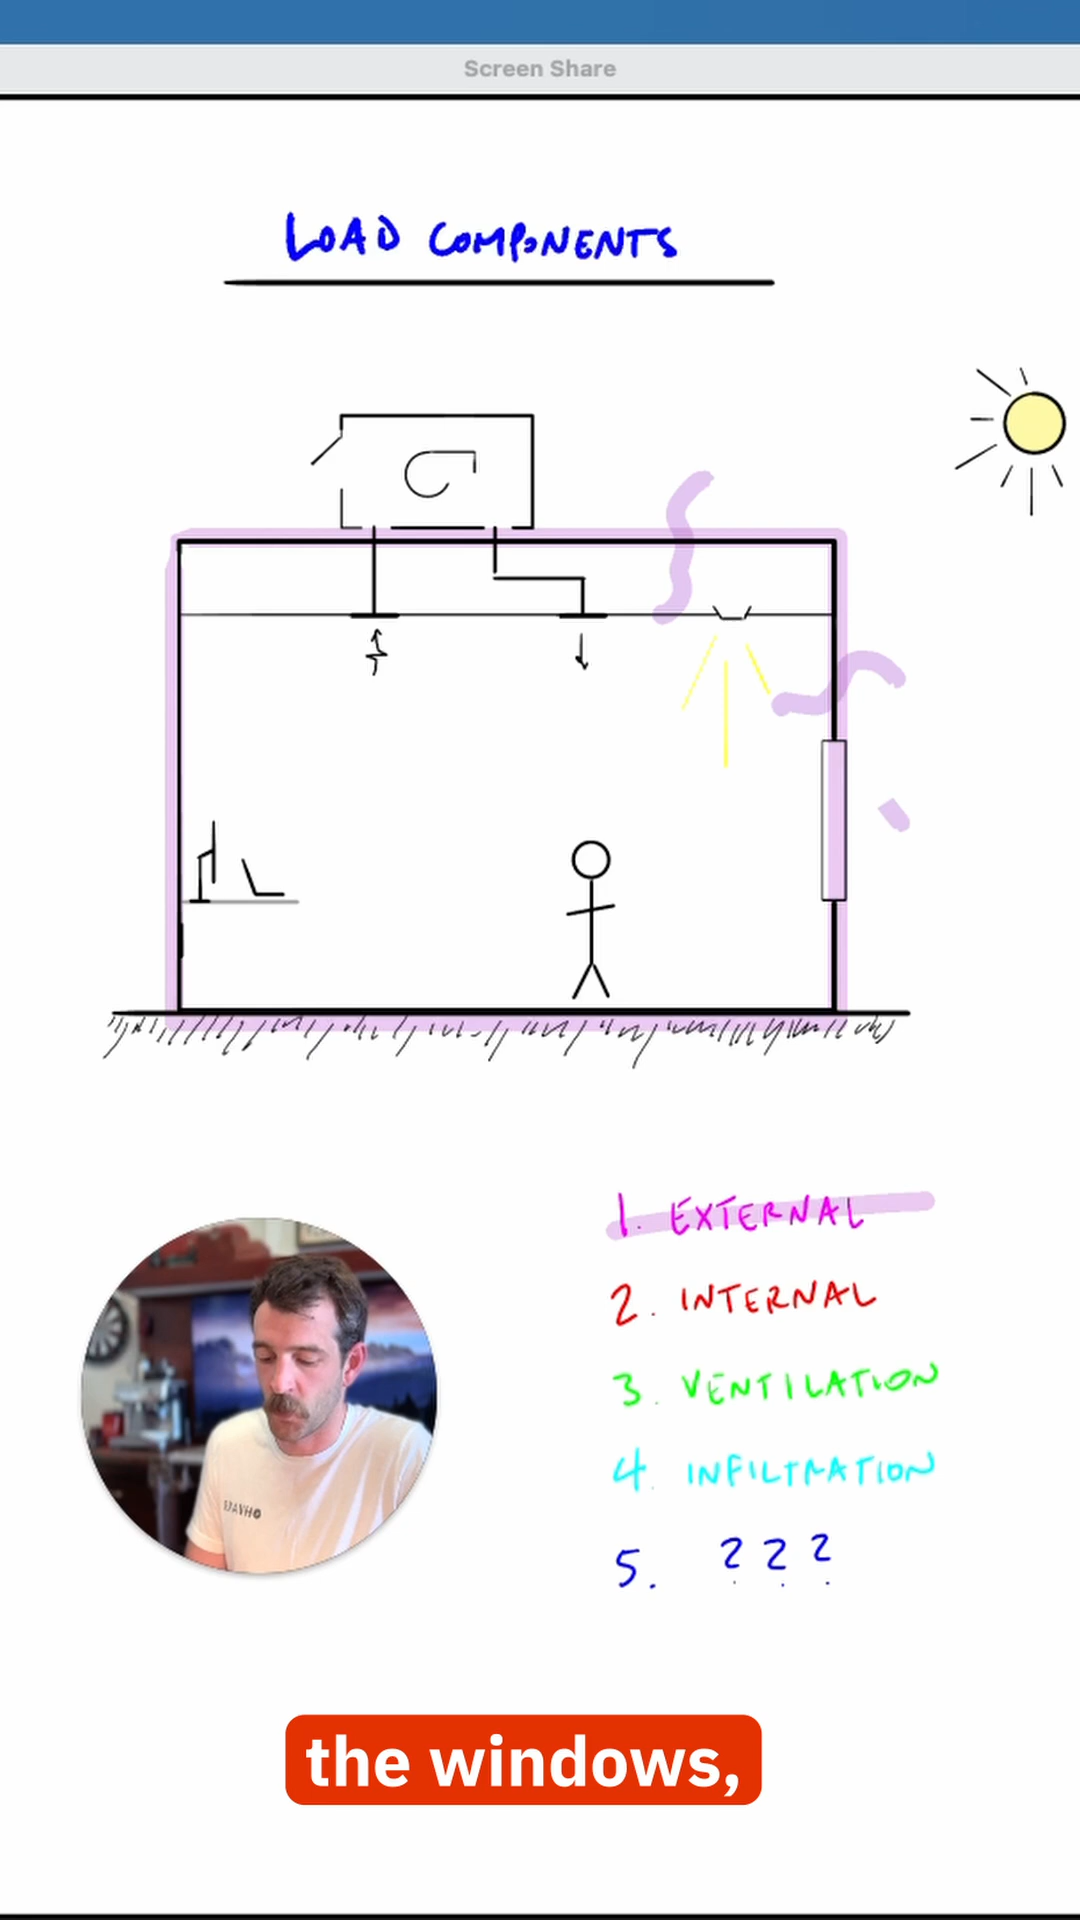 Screen Share
LOAD COMPONENTS
1. EXTERNAL
2. INTERNAL
3. VENTILATION
4. INFILTRATION
5. ? ? ?
the windows,